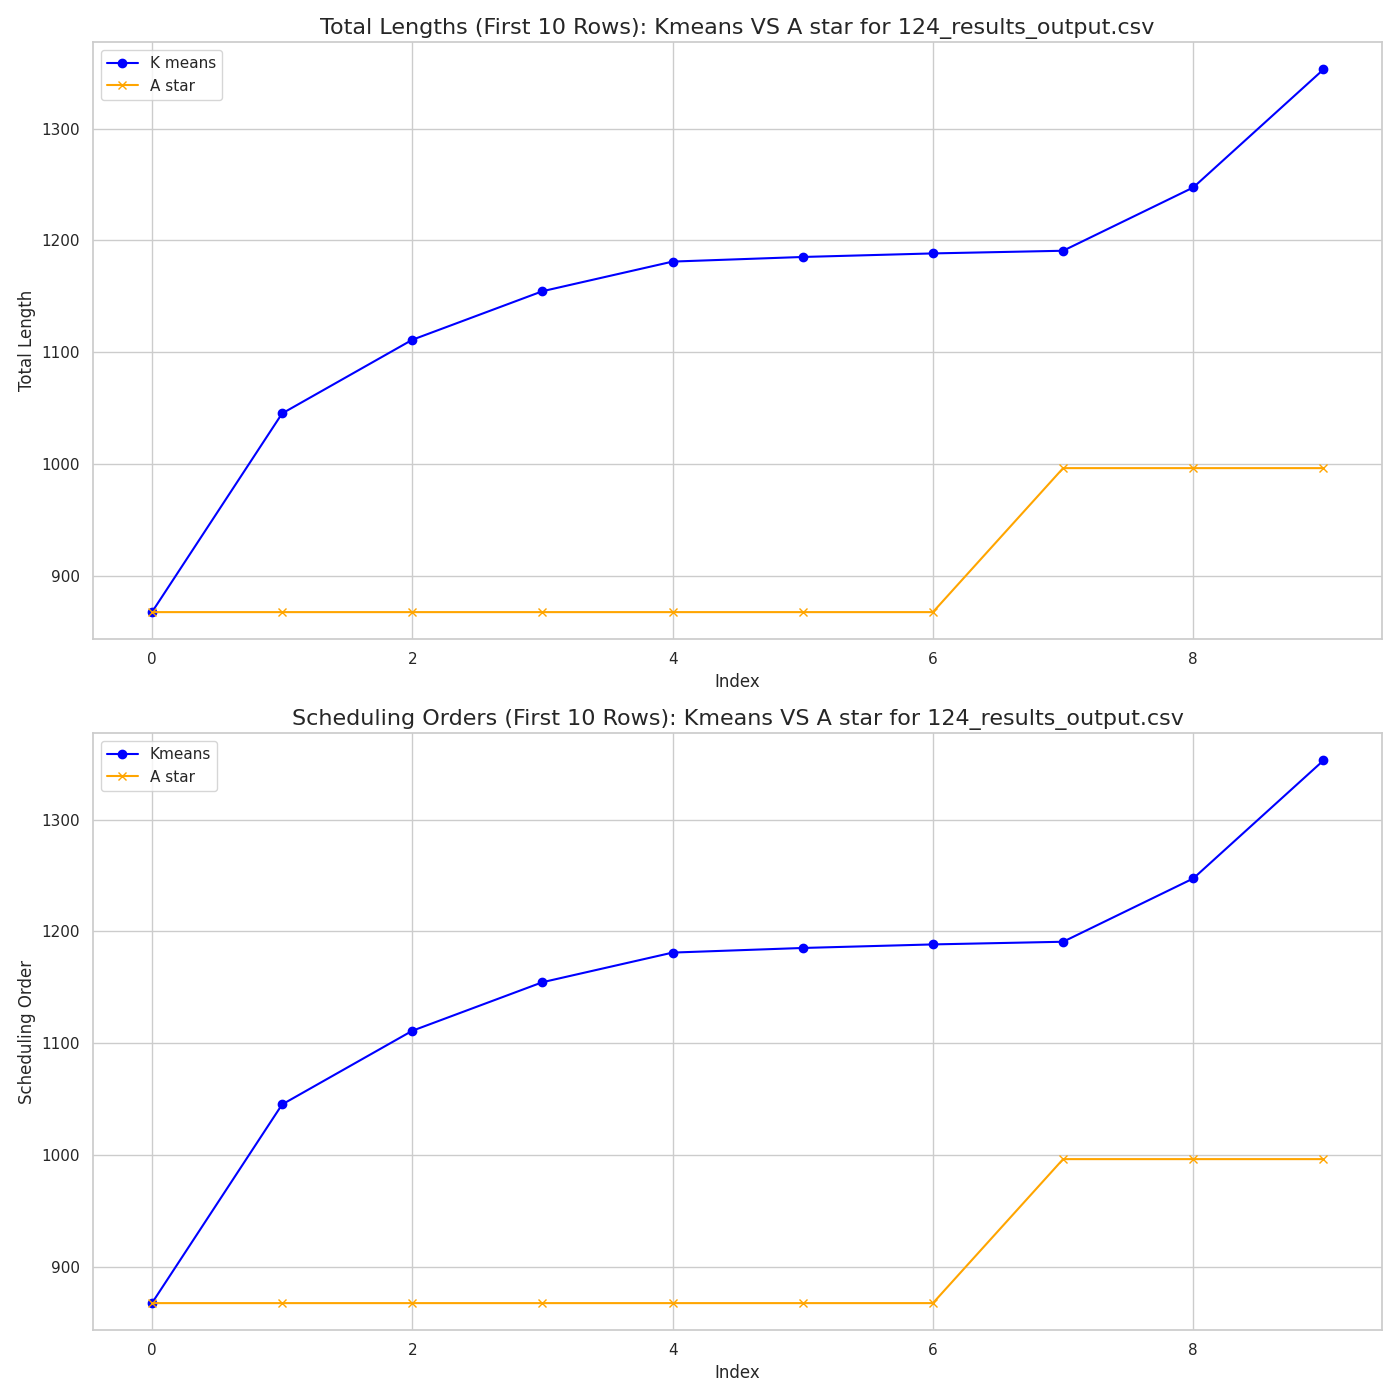 Total Lengths (First 10 Rows): Kmeans VS A star for 124_results_output.csv
K means
A star
1300
1200
1100
1000
900
Total Length
0 2 4 6 8
Index
Scheduling Orders (First 10 Rows): Kmeans VS A star for 124_results_output.csv
Kmeans
A star
1300
1200
1100
1000
900
Scheduling Order
0 2 4 6 8
Index